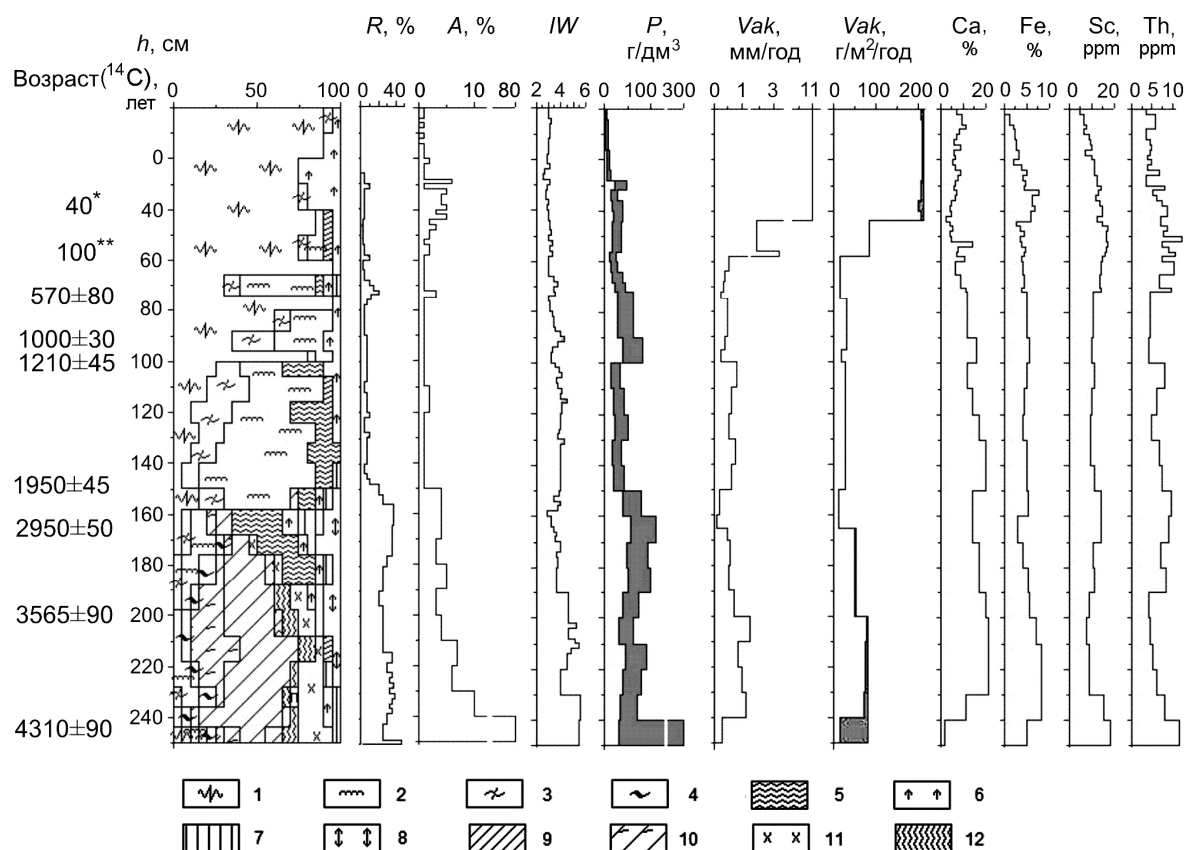 R, % A, % IW P, Vak, Vak, Ca, Fe, Sc, Th,
h, см г/дм³ мм/год г/м²/год % % ppm ppm
Возраст(¹⁴C),
лет 0 50 100 0 20 40 0 80 2 4 6 0 100 300 0 1 3 11 0 100 200 0 10 20 0 5 10 0 20 0 5 10
0
40* 20
40
100** 60
570±80 80
1000±30
1210±45 100
120
140
1950±45
160
2950±50 180
3565±90 200
220
4310±90 240
1 2 3 4 5 6
7 8 9 10 11 12